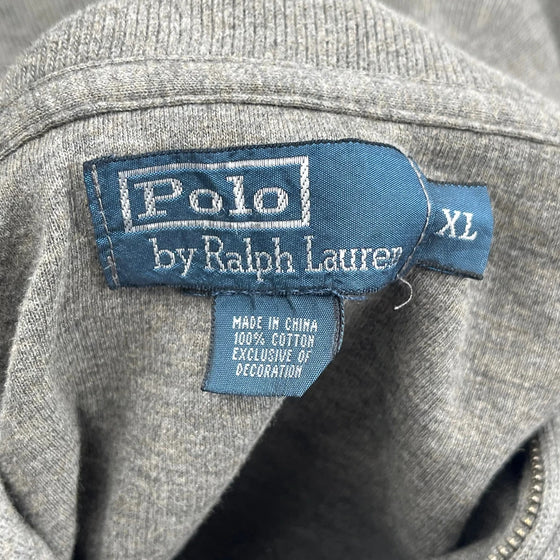 Polo
by Ralph Lauren
XL
MADE IN CHINA
100% COTTON
EXCLUSIVE OF
DECORATION